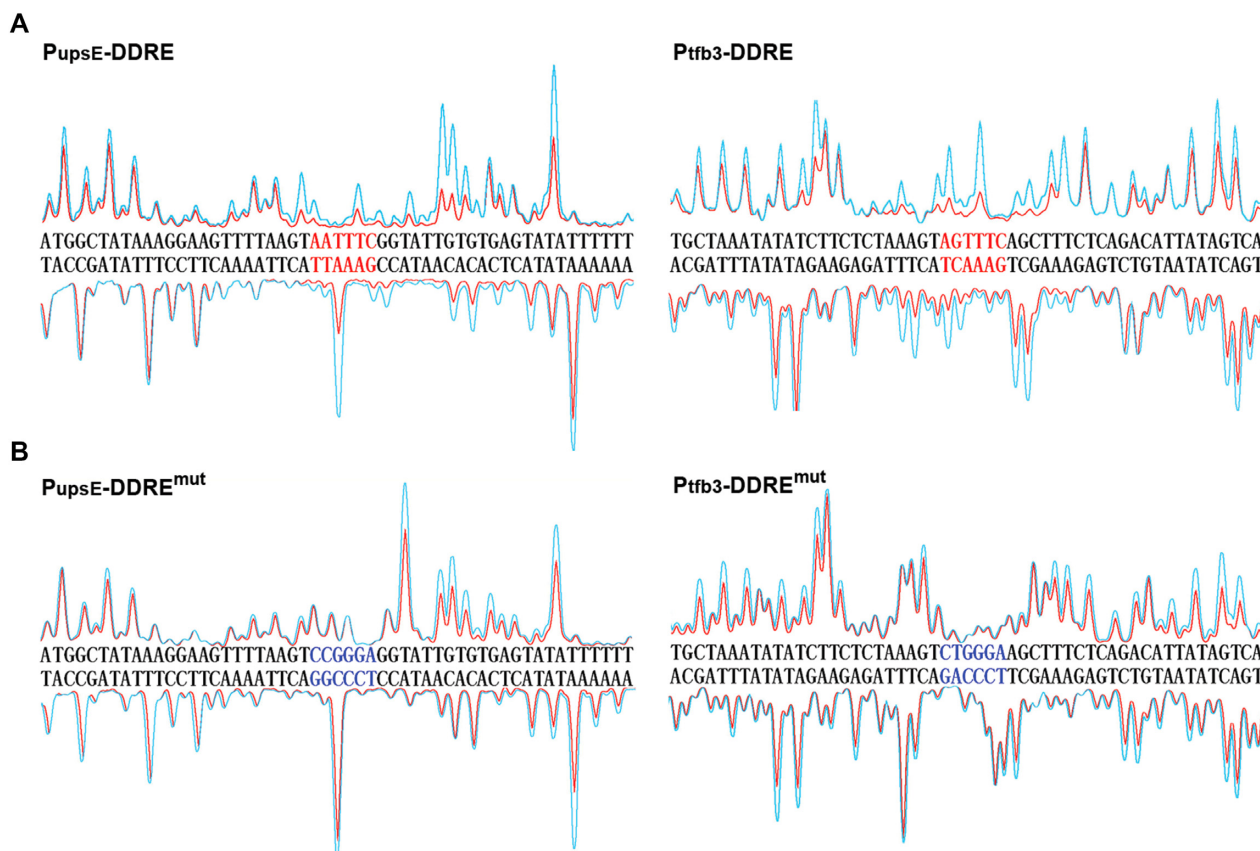 A
PupsE-DDRE
Ptfb3-DDRE
ATGGCTATAAAGGAAGTTTTAAGTAATTTCGGTATTGTGTGAGTATATTTTTT
TACCGATATTTCCTTCAAAATTCATTAAAGCCATAACACACTCATATAAAAAA
TGCTAAATATATCTTCTCTAAAGTAGTTTCAGCTTTCTCAGACATTATAGTCA
ACGATTTATATAGAAGAGATTTCATCAAAGTCGAAAGAGTCTGTAATATCAGT
B
PupsE-DDREmut
Ptfb3-DDREmut
ATGGCTATAAAGGAAGTTTTAAGTCCGGGAGGTATTGTGTGAGTATATTTTTT
TACCGATATTTCCTTCAAAATTCAGGCCCTCCATAACACACTCATATAAAAAA
TGCTAAATATATCTTCTCTAAAGTCTGGGAAGCTTTCTCAGACATTATAGTCA
ACGATTTATATAGAAGAGATTTCAGACCCTTCGAAAGAGTCTGTAATATCAGT